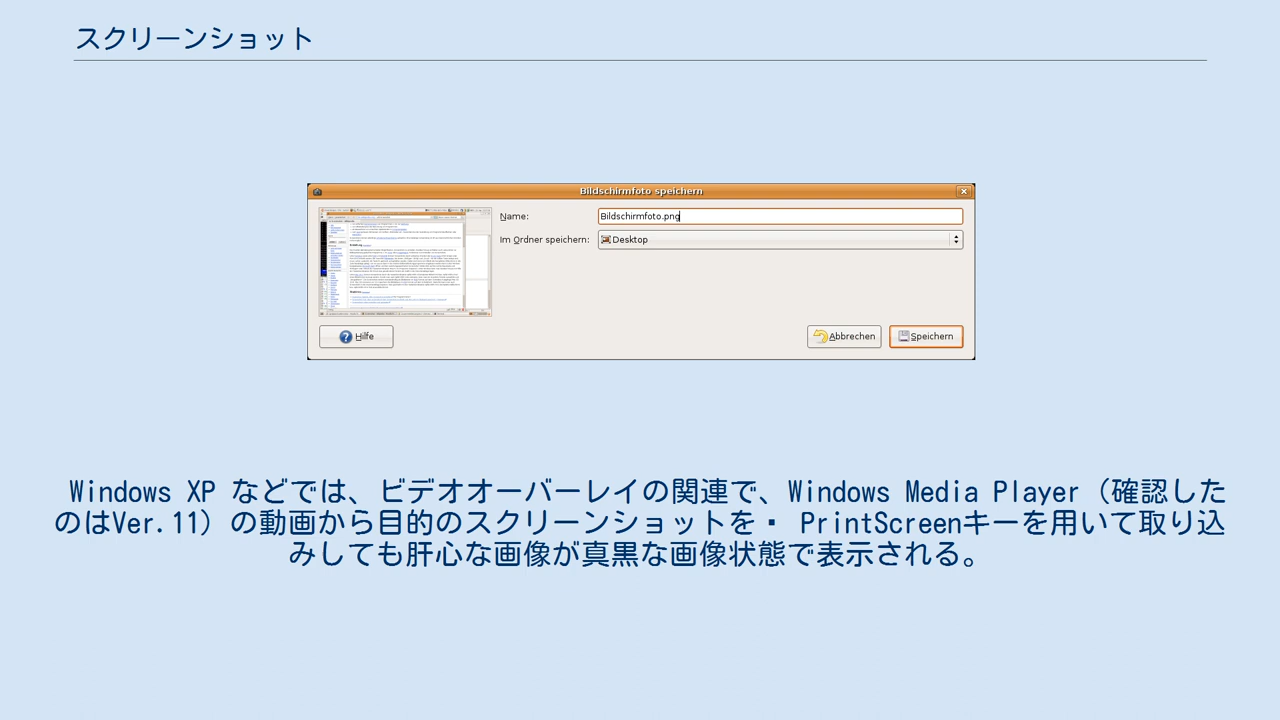 スクリーンショット
Bildschirmfoto speichern
Name: Bildschirmfoto.png
Im Ordner speichern: Desktop
Hilfe Abbrechen Speichern
Windows XP などでは、ビデオオーバーレイの関連で、Windows Media Player（確認した
のはVer.11）の動画から目的のスクリーンショットを▪ PrintScreenキーを用いて取り込
みしても肝心な画像が真黒な画像状態で表示される。